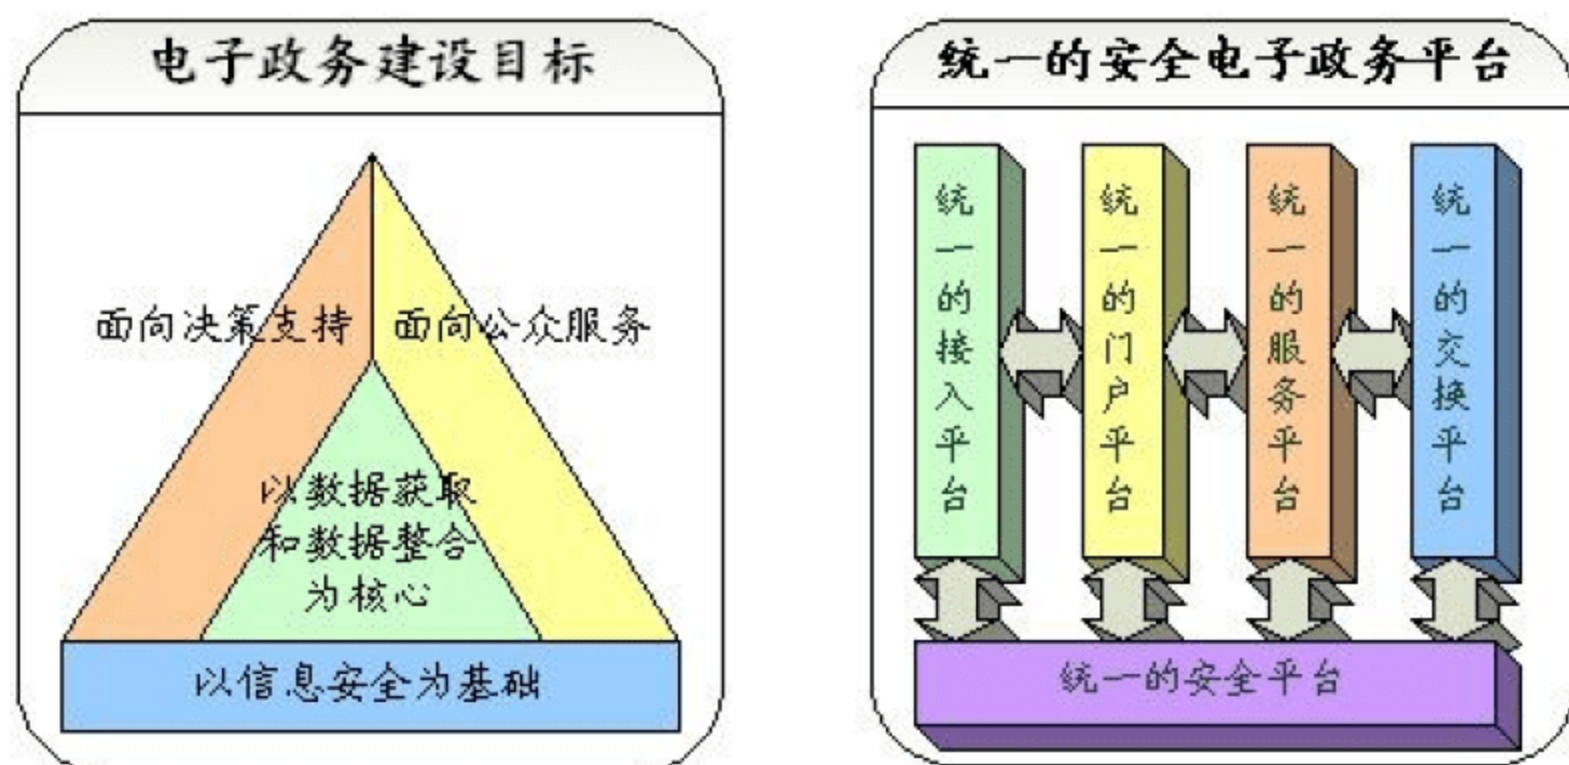 电子政务建设目标
面向决策支持
面向公众服务
以数据获取
和数据整合
为核心
以信息安全为基础
统一的安全电子政务平台
统一的接入平台
统一的门户平台
统一的服务平台
统一的交换平台
统一的安全平台